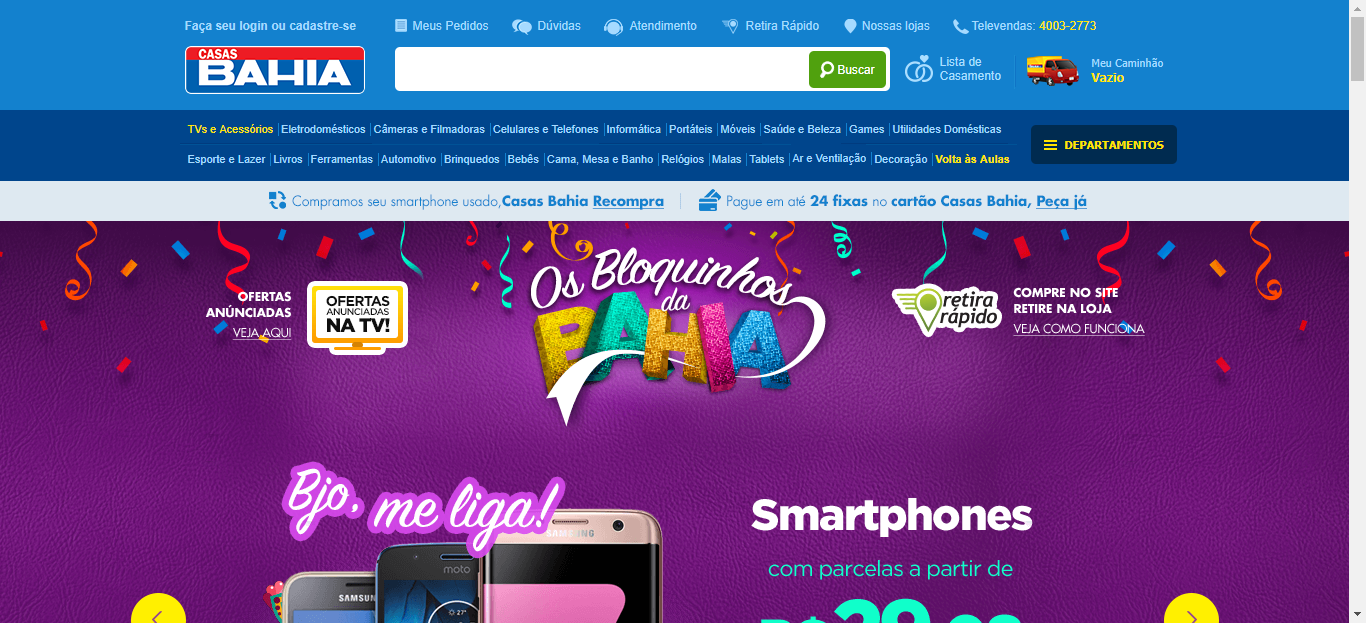 Faça seu login ou cadastre-se
Meus Pedidos
Dúvidas
Atendimento
Retira Rápido
Nossas lojas
Televendas: 4003-2773
CASAS
BAHIA
Buscar
Lista de
Casamento
Meu Caminhão
Vazio
TVs e Acessórios Eletrodomésticos Câmeras e Filmadoras Celulares e Telefones Informática Portáteis Móveis Saúde e Beleza Games Utilidades Domésticas
Esporte e Lazer Livros Ferramentas Automotivo Brinquedos Bebês Cama, Mesa e Banho Relógios Malas Tablets Ar e Ventilação Decoração Volta às Aulas
DEPARTAMENTOS
Compramos seu smartphone usado,Casas Bahia Recompra
Pague em até 24 fixas no cartão Casas Bahia, Peça já
OFERTAS
ANÚNCIADAS
VEJA AQUI
OFERTAS
ANUNCIADAS
NA TV!
Os Bloquinhos
da
BAHIA
retira
rápido
COMPRE NO SITE
RETIRE NA LOJA
VEJA COMO FUNCIONA
Bjo, me liga!
SAMSUNG
moto
27°
SAMSU
Smartphones
com parcelas a partir de